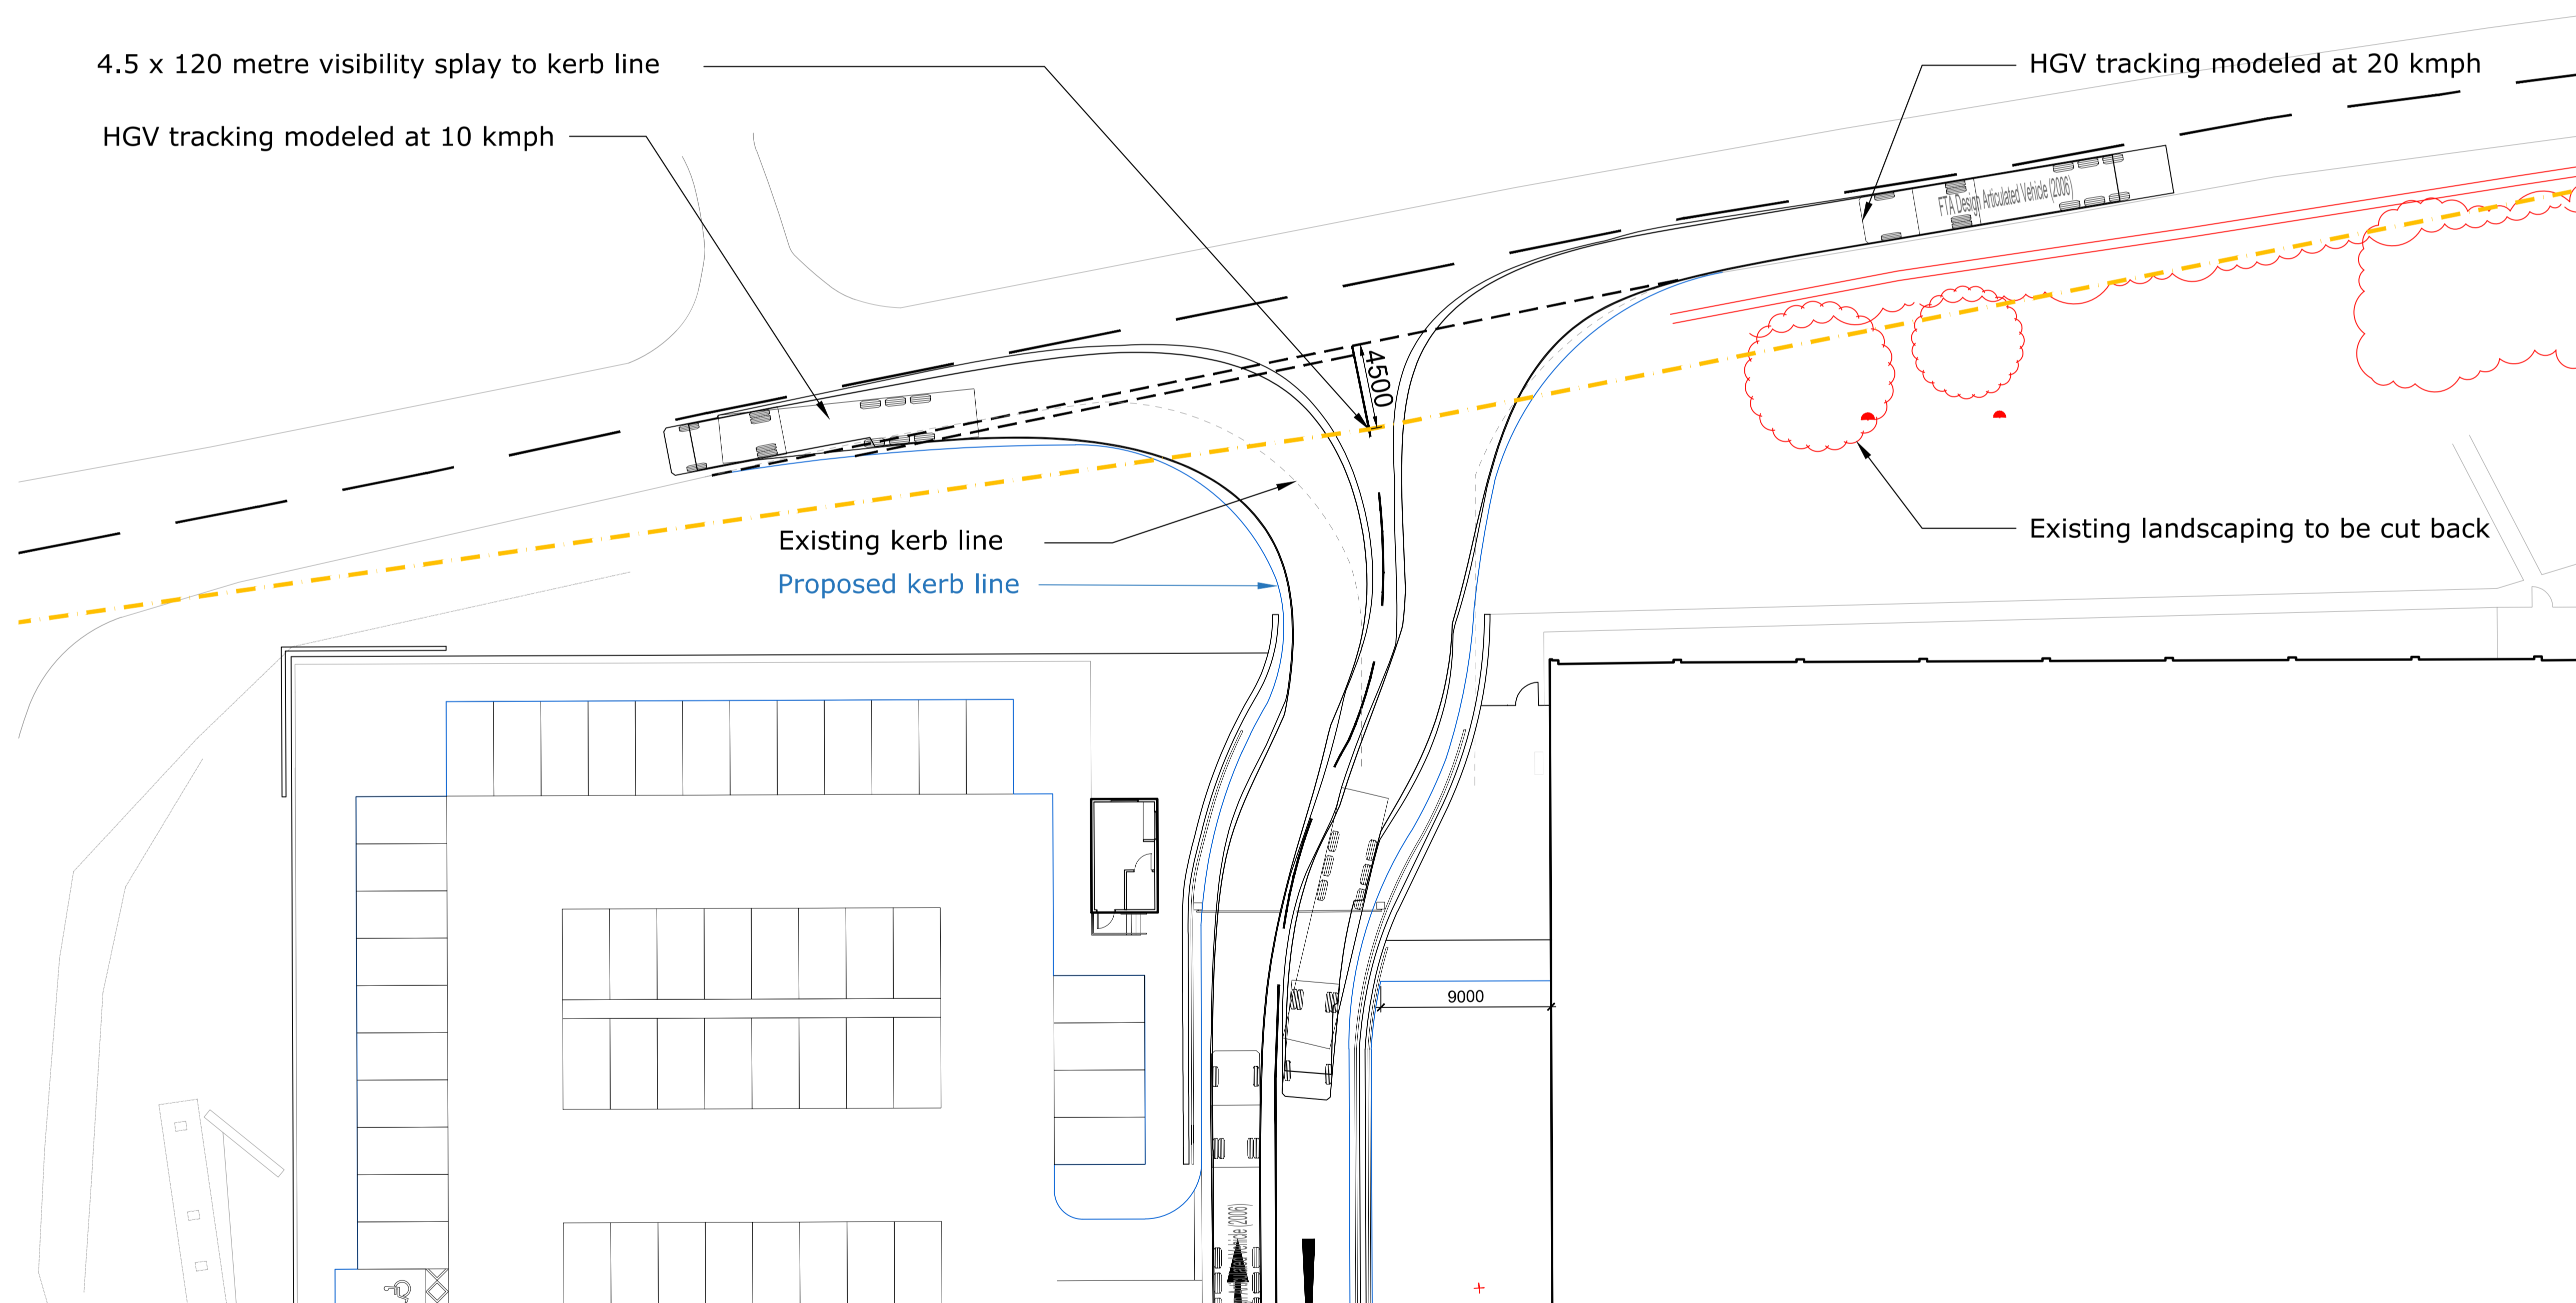 4.5 x 120 metre visibility splay to kerb line
HGV tracking modeled at 20 kmph
HGV tracking modeled at 10 kmph
FTA Design Articulated Vehicle (2006)
4500
Existing kerb line
Existing landscaping to be cut back
Proposed kerb line
9000
(2006)